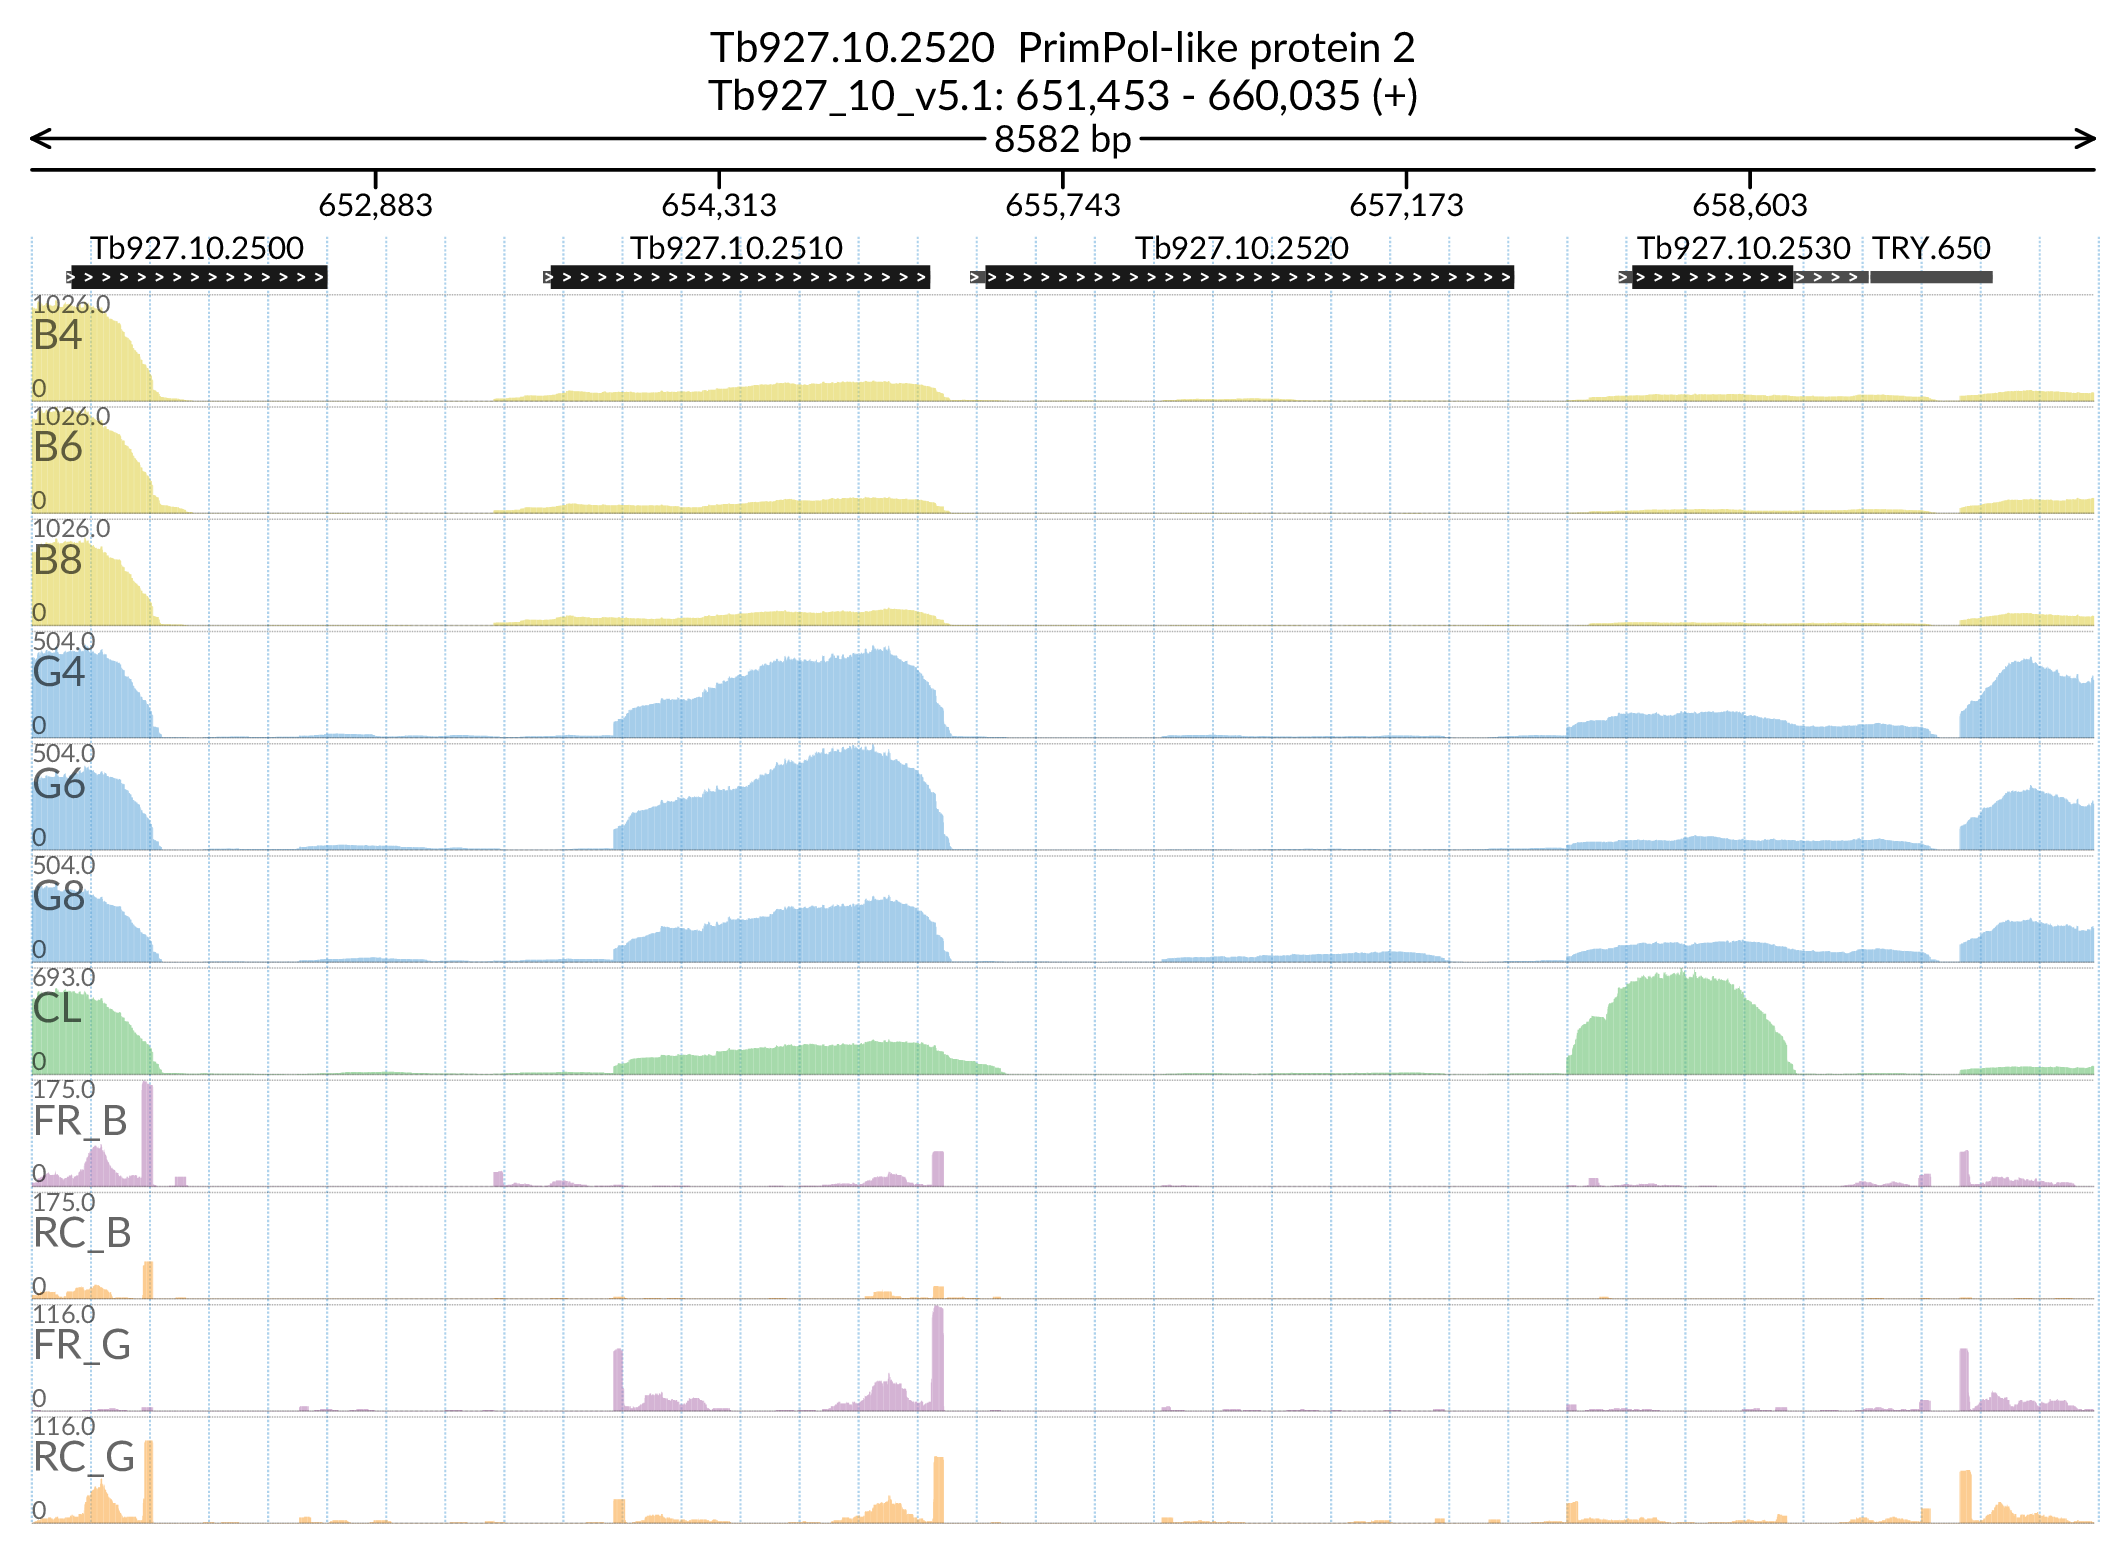 Tb927.10.2520 PrimPol-like protein 2
Tb927_10_v5.1: 651,453 - 660,035 (+)
8582 bp
652,883 654,313 655,743 657,173 658,603
Tb927.10.2500 Tb927.10.2510 Tb927.10.2520 Tb927.10.2530 TRY.650
1026.0
B4
0
1026.0
B6
0
1026.0
B8
0
504.0
G4
0
504.0
G6
0
504.0
G8
0
693.0
CL
0
175.0
FR_B
0
175.0
RC_B
0
116.0
FR_G
0
116.0
RC_G
0